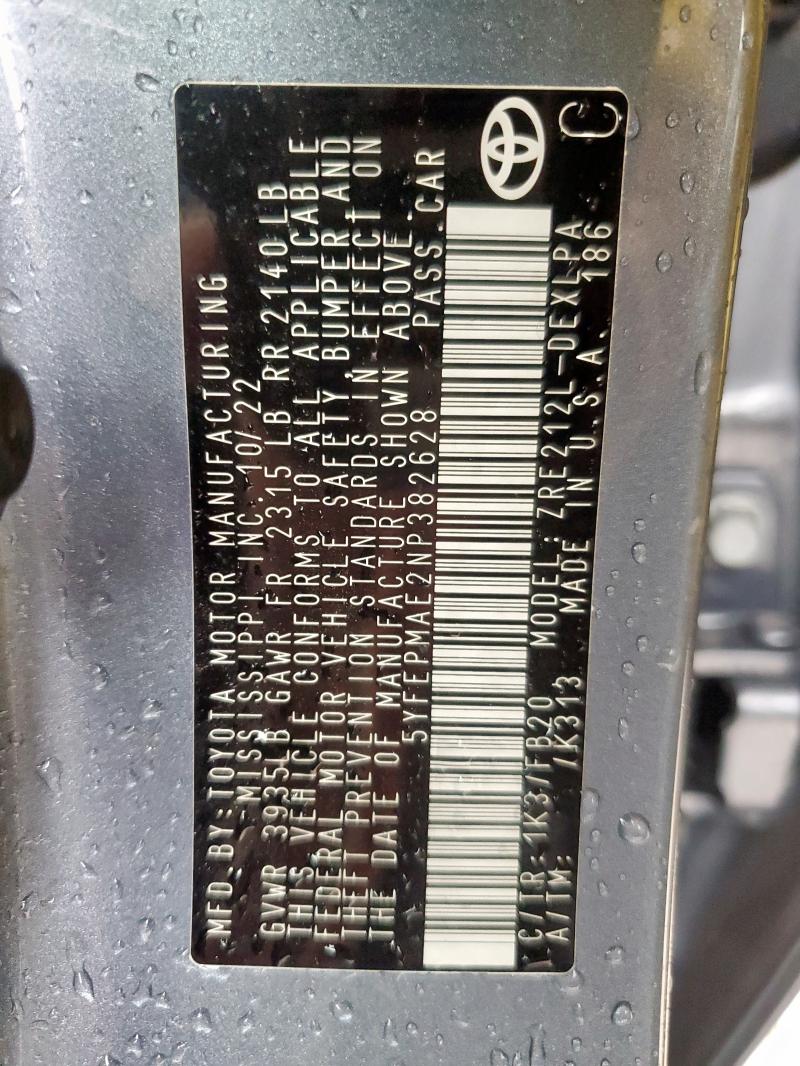 MFD. BY: TOYOTA MOTOR MANUFACTURING
MISSISSIPPI INC. 10/22
GVWR 3935LB GAWR FR 2315 LB RR 2140 LB
THIS VEHICLE CONFORMS TO ALL APPLICABLE
FEDERAL MOTOR VEHICLE SAFETY, BUMPER AND
THEFT PREVENTION STANDARDS IN EFFECT ON
THE DATE OF MANUFACTURE SHOWN ABOVE.
5YFEPMAE2NP382628 PASS. CAR
C/TR: 1K3/FB20 MODEL: ZRE212L-DEXLPA
A/TM: /K313 MADE IN U.S.A. 186 C